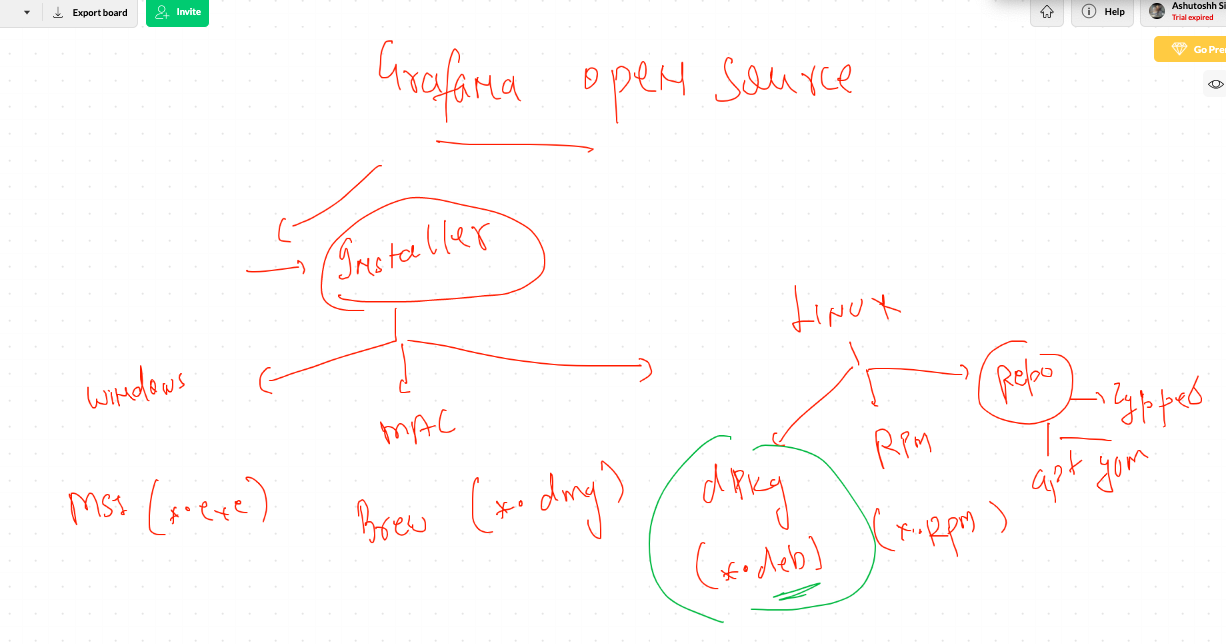 Export board
Invite
Help
Ashutoshh Si
Trial expired
Go Pre
Grafana open source
Installer
Linux
Windows
MAC
Repo
Zypper
RPM
apt yum
MSI (*.exe)
Brew (*.dmg)
dpkg
(*.deb)
(*.RPM)